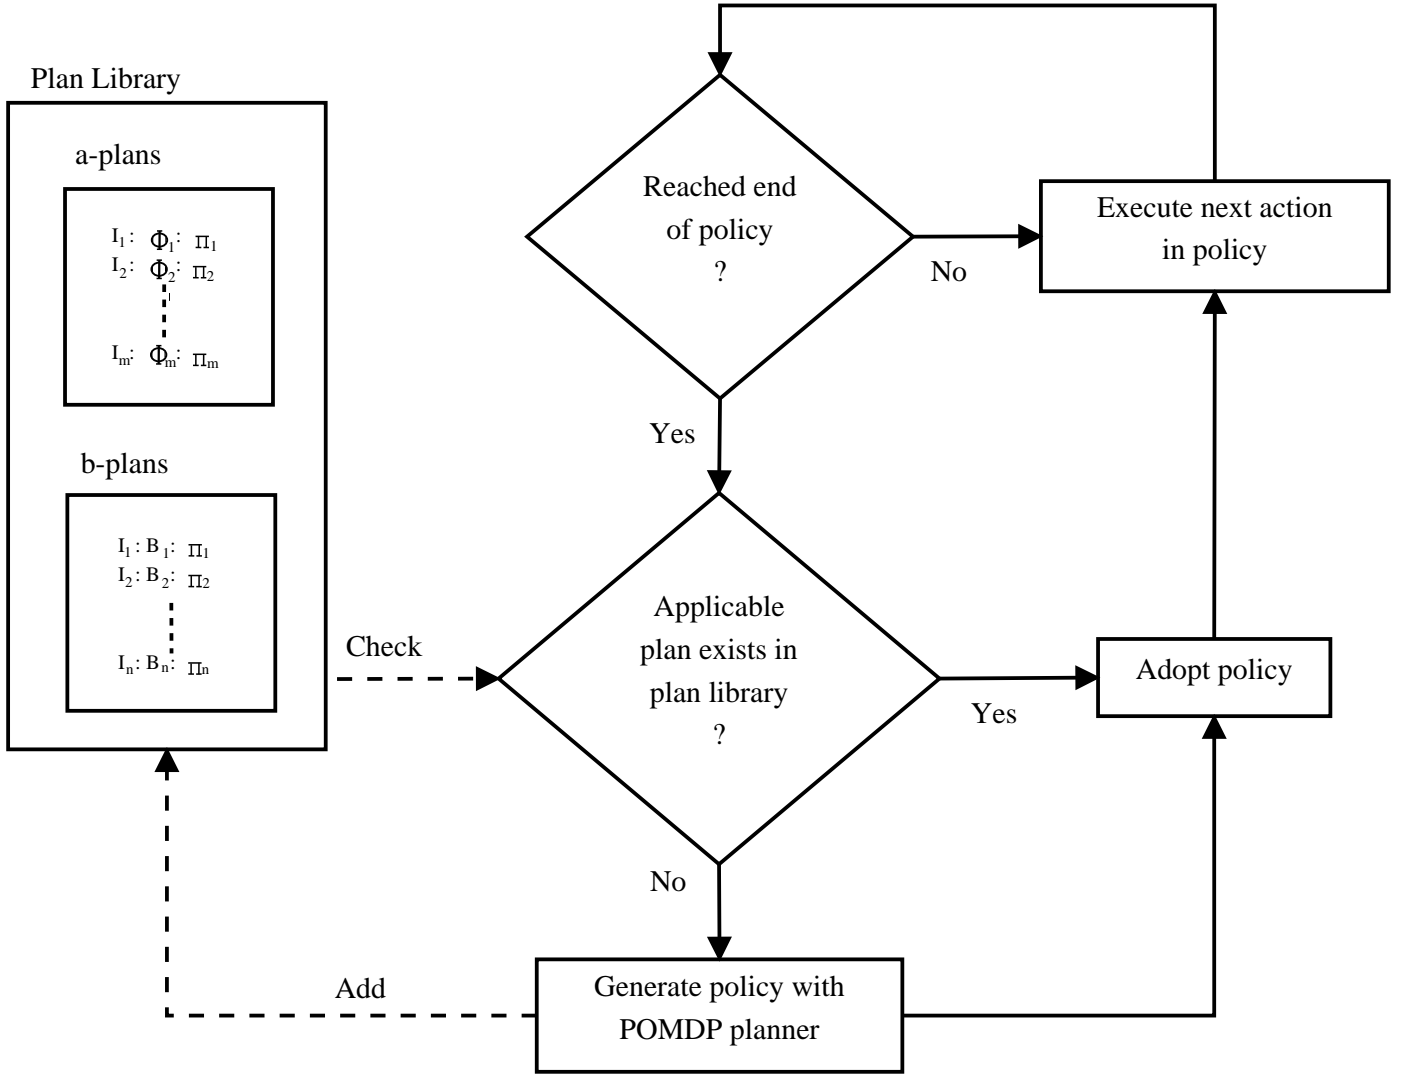 Plan Library
a-plans
I1: Φ1: Π1
I2: Φ2: Π2
Im: Φm: Πm
b-plans
I1: B1: Π1
I2: B2: Π2
In: Bn: Πn
Reached end
of policy
?
No
Execute next action
in policy
Yes
Check
Applicable
plan exists in
plan library
?
Yes
Adopt policy
No
Add
Generate policy with
POMDP planner